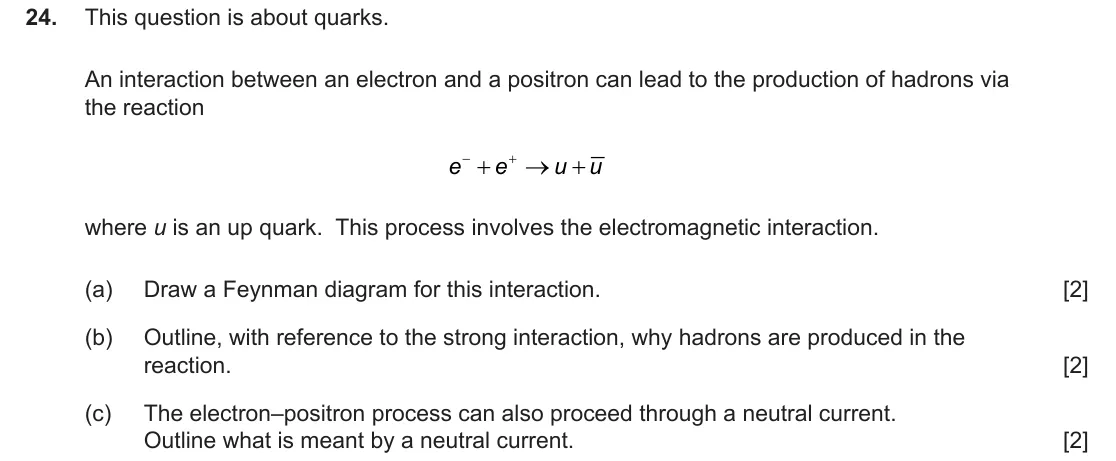 24. This question is about quarks.
An interaction between an electron and a positron can lead to the production of hadrons via
the reaction
e⁻ + e⁺ → u + u̅
where u is an up quark. This process involves the electromagnetic interaction.
(a) Draw a Feynman diagram for this interaction. [2]
(b) Outline, with reference to the strong interaction, why hadrons are produced in the
reaction. [2]
(c) The electron–positron process can also proceed through a neutral current.
Outline what is meant by a neutral current. [2]